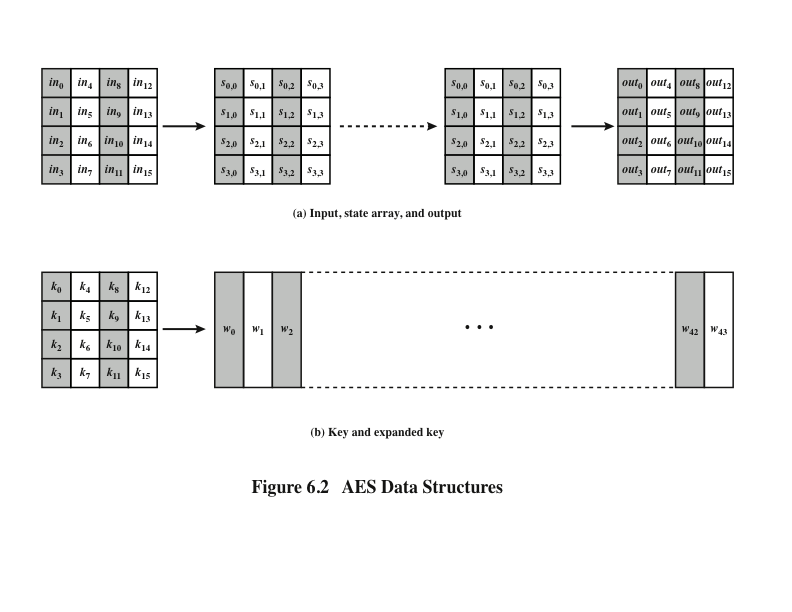 in0 in4 in8 in12 s0,0 s0,1 s0,2 s0,3 s0,0 s0,1 s0,2 s0,3 out0 out4 out8 out12
in1 in5 in9 in13 s1,0 s1,1 s1,2 s1,3 s1,0 s1,1 s1,2 s1,3 out1 out5 out9 out13
in2 in6 in10 in14 s2,0 s2,1 s2,2 s2,3 s2,0 s2,1 s2,2 s2,3 out2 out6 out10 out14
in3 in7 in11 in15 s3,0 s3,1 s3,2 s3,3 s3,0 s3,1 s3,2 s3,3 out3 out7 out11 out15
(a) Input, state array, and output
k0 k4 k8 k12
k1 k5 k9 k13
w0 w1 w2 • • • w42 w43
k2 k6 k10 k14
k3 k7 k11 k15
(b) Key and expanded key
Figure 6.2 AES Data Structures